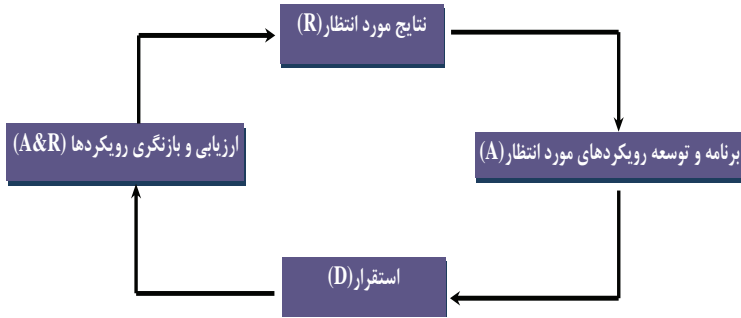 نتایج مورد انتظار(R)
برنامه و توسعه رویکردهای مورد انتظار(A)
استقرار(D)
ارزیابی و بازنگری رویکردها (A&R)